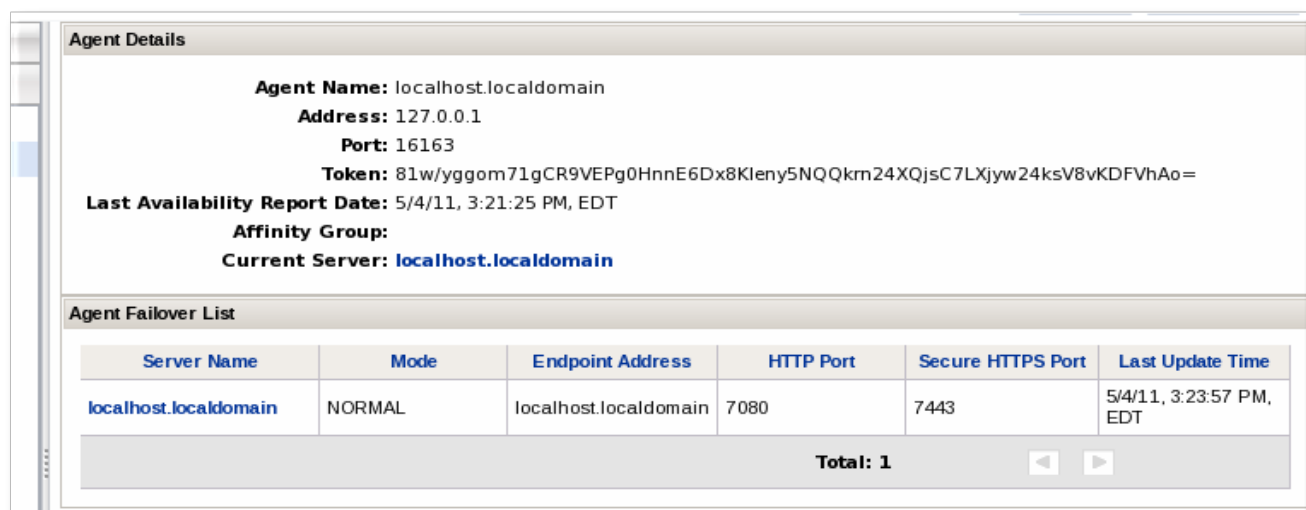 Agent Details
Agent Name: localhost.localdomain
Address: 127.0.0.1
Port: 16163
Token: 81w/yggom71gCR9VEPg0HnnE6Dx8Kleny5NQQkrn24XQjsC7LXjyw24ksV8vKDFVhAo=
Last Availability Report Date: 5/4/11, 3:21:25 PM, EDT
Affinity Group:
Current Server: localhost.localdomain
Agent Failover List
Server Name Mode Endpoint Address HTTP Port Secure HTTPS Port Last Update Time
localhost.localdomain NORMAL localhost.localdomain 7080 7443 5/4/11, 3:23:57 PM,
EDT
Total: 1